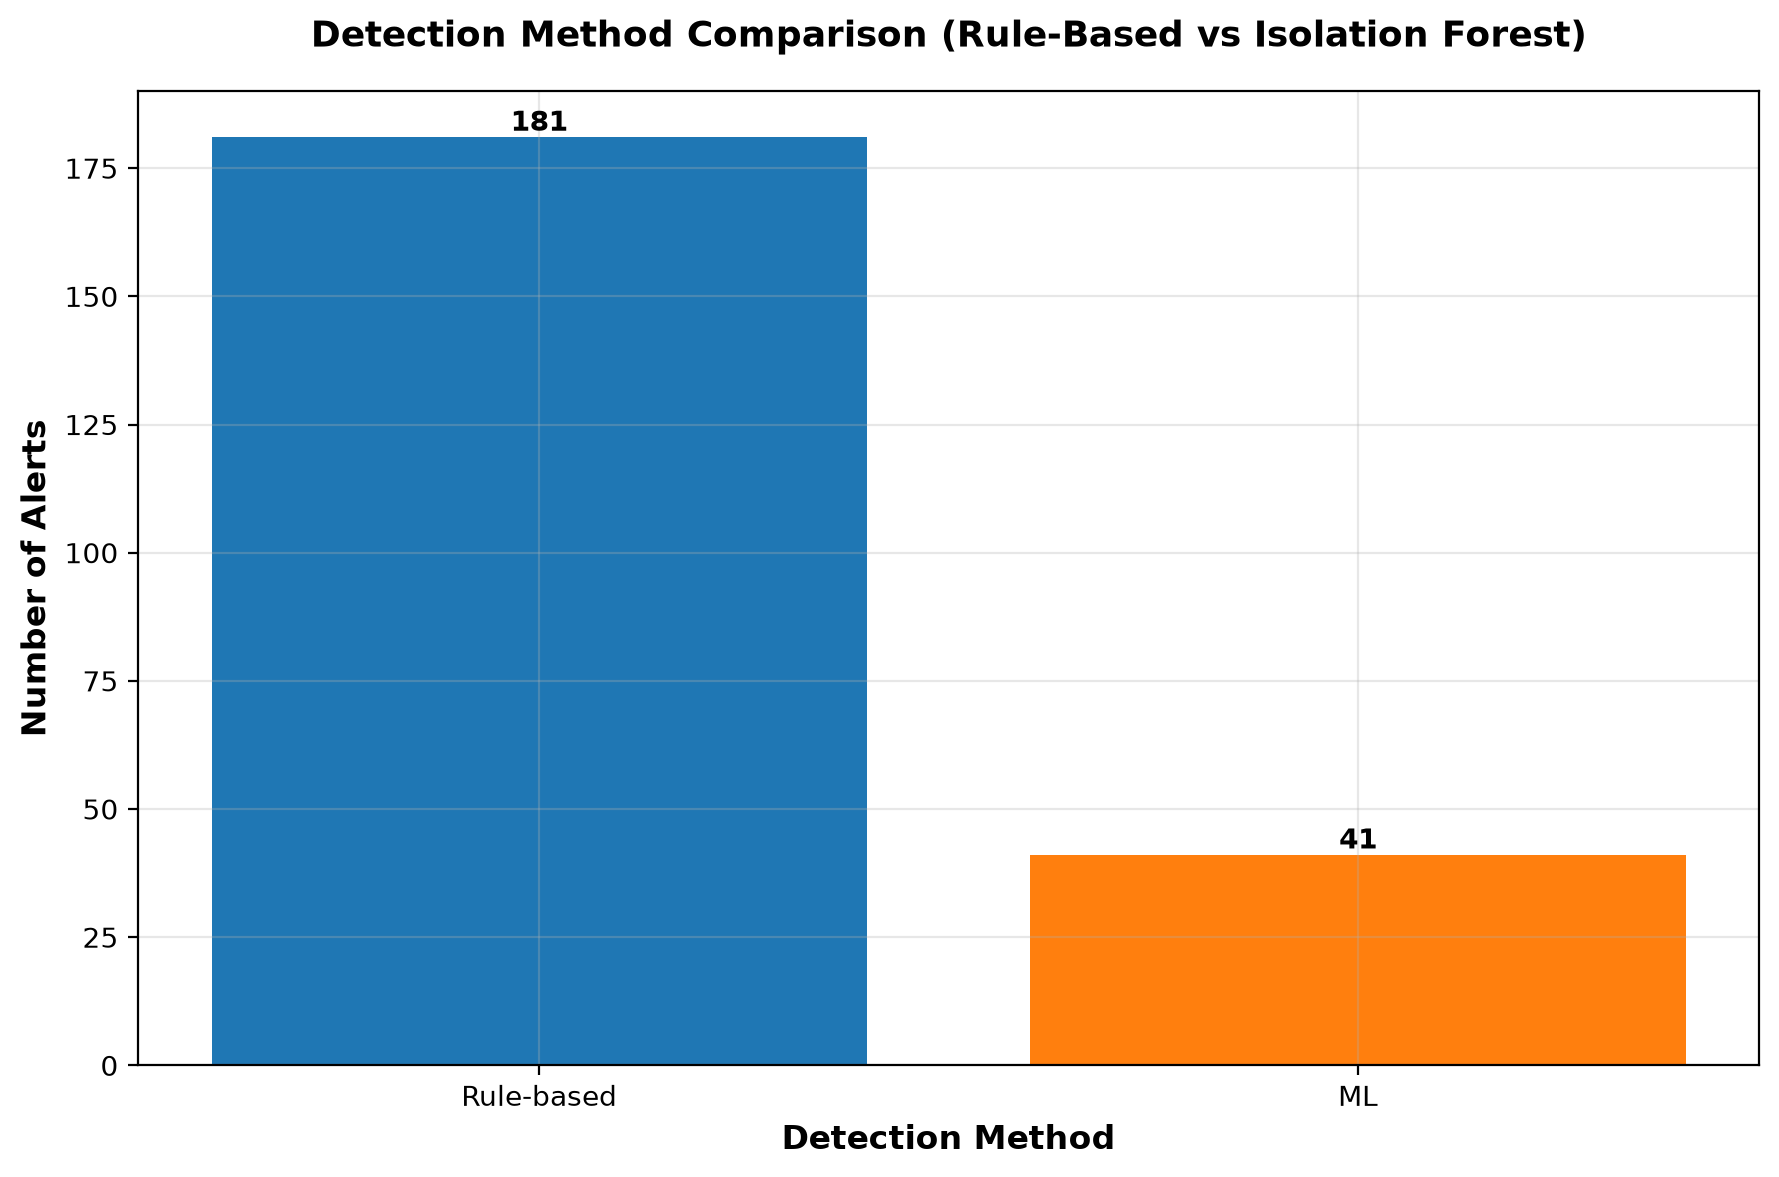 Detection Method Comparison (Rule-Based vs Isolation Forest)
181
175
150
125
100
75
50
41
25
0
Number of Alerts
Rule-based
ML
Detection Method